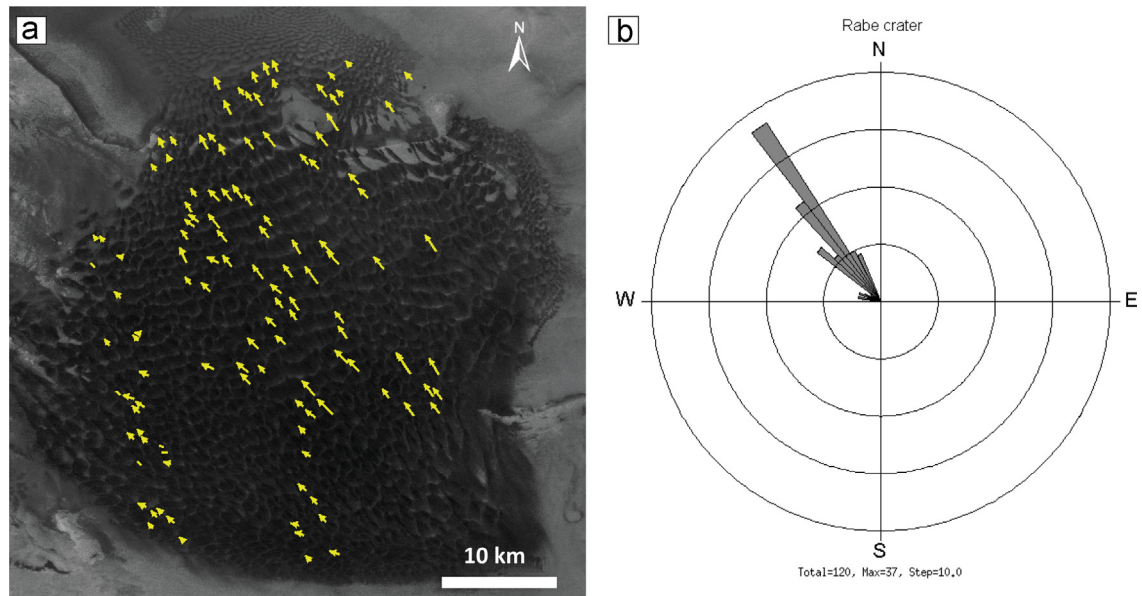 a
N
10 km
b
Rabe crater
N
W
E
S
Total=120, Max=37, Step=10.0